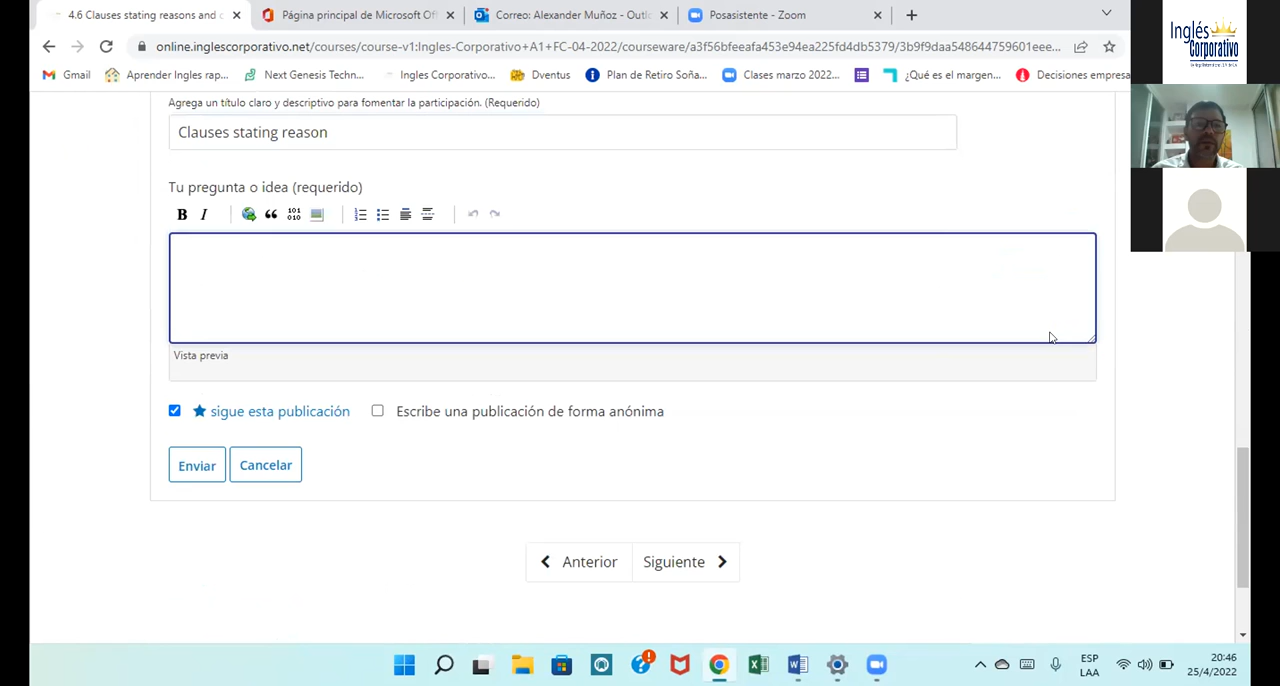 4.6 Clauses stating reasons and c
Página principal de Microsoft Of
Correo: Alexander Muñoz - Outlo
Posasistente - Zoom
online.inglescorporativo.net/courses/course-v1:Ingles-Corporativo+A1+FC-04-2022/courseware/a3f56bfeefa453e94ea225fd4db5379/3b9f9daa548644759601eee...
Gmail
Aprender Ingles rap...
Next Genesis Techn...
Ingles Corporativo...
Dventus
Plan de Retiro Soña...
Clases marzo 2022...
¿Qué es el margen...
Decisiones empresa
Inglés
Corporativo
Agrega un título claro y descriptivo para fomentar la participación. (Requerido)
Clauses stating reason
Tu pregunta o idea (requerido)
B I
101
010
Vista previa
sigue esta publicación
Escribe una publicación de forma anónima
Enviar
Cancelar
Anterior
Siguiente
ESP
LAA
20:46
25/4/2022